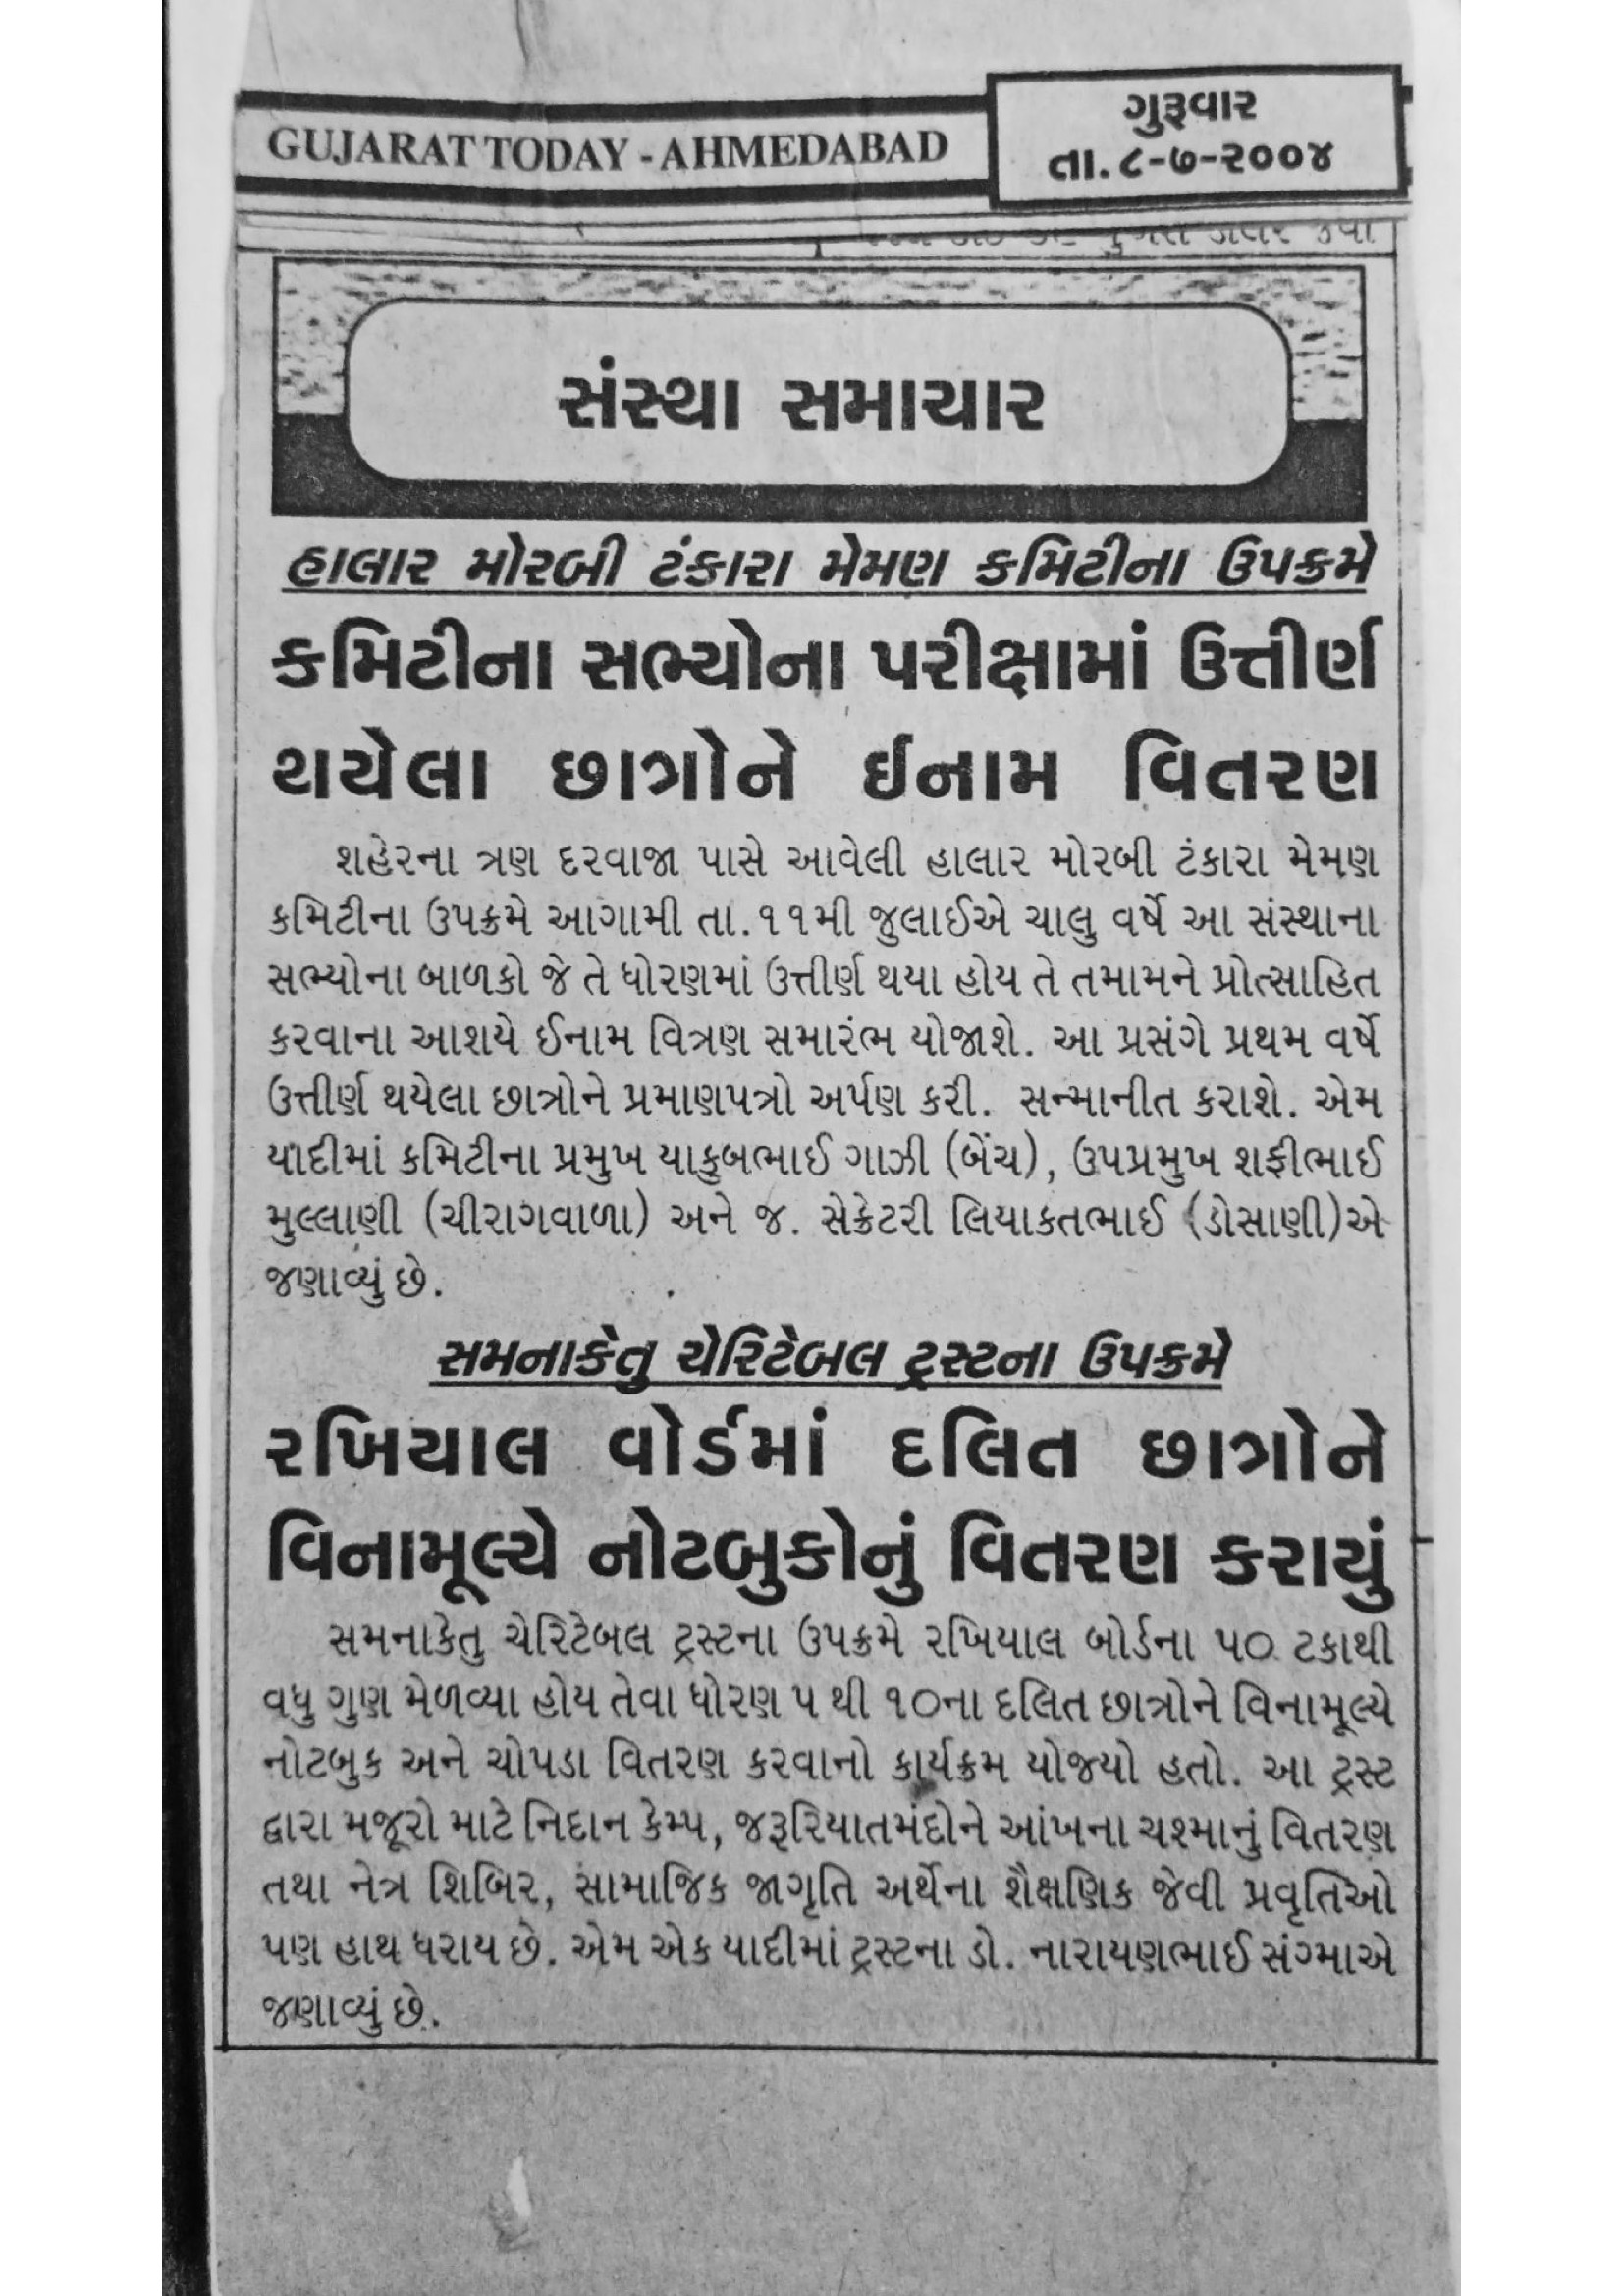 GUJARAT TODAY - AHMEDABAD
ગુરૂવાર
તા. ૮-૭-૨૦૦૪
સંસ્થા સમાચાર
હાલાર મોરબી ટંકારા મેમણ કમિટીના ઉપક્રમે
કમિટીના સભ્યોના પરીક્ષામાં ઉત્તીર્ણ
થયેલા છાત્રોને ઈનામ વિતરણ
શહેરના ત્રણ દરવાજા પાસે આવેલી હાલાર મોરબી ટંકારા મેમણ
કમિટીના ઉપક્રમે આગામી તા. ૧૧મી જુલાઈએ ચાલુ વર્ષે આ સંસ્થાના
સભ્યોના બાળકો જે તે ધોરણમાં ઉત્તીર્ણ થયા હોય તે તમામને પ્રોત્સાહિત
કરવાના આશયે ઈનામ વિત્રણ સમારંભ યોજાશે. આ પ્રસંગે પ્રથમ વર્ષે
ઉત્તીર્ણ થયેલા છાત્રોને પ્રમાણપત્રો અર્પણ કરી. સન્માનીત કરાશે. એમ
યાદીમાં કમિટીના પ્રમુખ યાકુબભાઈ ગાઝી (બેંચ), ઉપપ્રમુખ શફીભાઈ
મુલ્લાણી (ચીરાગવાળા) અને જ. સેક્રેટરી લિયાકતભાઈ (ડોસાણી)એ
જણાવ્યું છે.
સમનાકેતુ ચેરિટેબલ ટ્રસ્ટના ઉપક્રમે
રખિયાલ વોર્ડમાં દલિત છાત્રોને
વિનામૂલ્યે નોટબુકોનું વિતરણ કરાયું
સમનાકેતુ ચેરિટેબલ ટ્રસ્ટના ઉપક્રમે રખિયાલ બોર્ડના ૫૦ ટકાથી
વધુ ગુણ મેળવ્યા હોય તેવા ધોરણ ૫ થી ૧૦ના દલિત છાત્રોને વિનામૂલ્યે
નોટબુક અને ચોપડા વિતરણ કરવાનો કાર્યક્રમ યોજયો હતો. આ ટ્રસ્ટ
દ્વારા મજૂરો માટે નિદાન કેમ્પ, જરૂરિયાતમંદોને આંખના ચશ્માનું વિતરણ
તથા નેત્ર શિબિર, સામાજિક જાગૃતિ અર્થેના શૈક્ષણિક જેવી પ્રવૃતિઓ
પણ હાથ ધરાય છે. એમ એક યાદીમાં ટ્રસ્ટના ડો. નારાયણભાઈ સંગ્માએ
જણાવ્યું છે.